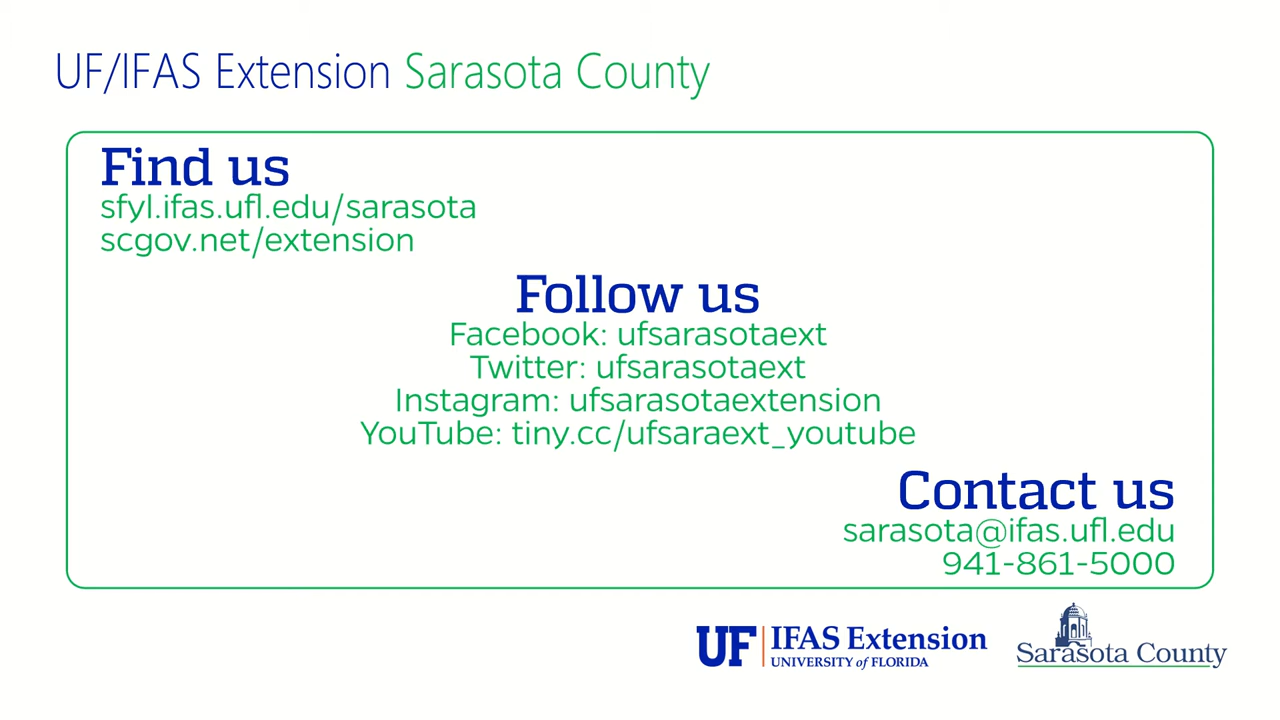 UF/IFAS Extension Sarasota County
Find us
sfyl.ifas.ufl.edu/sarasota
scgov.net/extension
Follow us
Facebook: ufsarasotaext
Twitter: ufsarasotaext
Instagram: ufsarasotaextension
YouTube: tiny.cc/ufsaraext_youtube
Contact us
sarasota@ifas.ufl.edu
941-861-5000
UF | IFAS Extension
UNIVERSITY of FLORIDA
Sarasota County